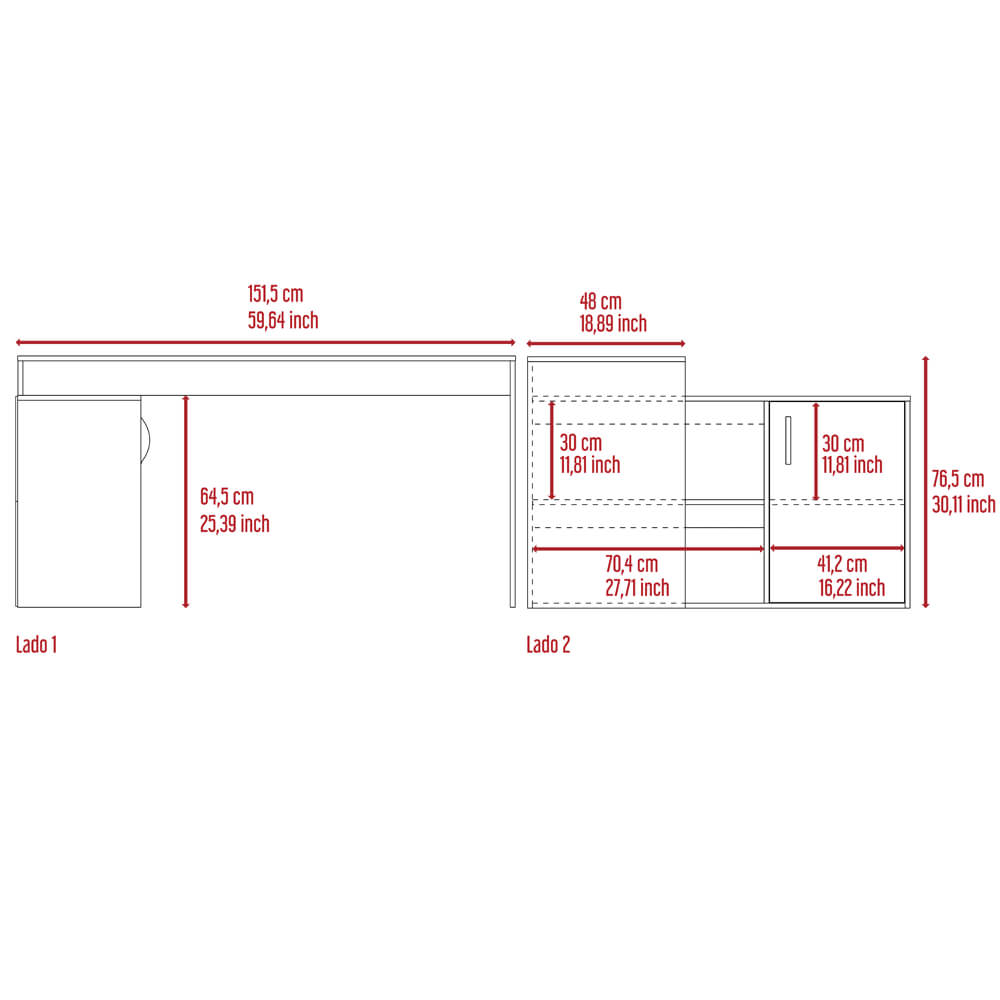 151,5 cm
59,64 inch
48 cm
18,89 inch
30 cm
11,81 inch
30 cm
11,81 inch
76,5 cm
30,11 inch
64,5 cm
25,39 inch
70,4 cm
27,71 inch
41,2 cm
16,22 inch
Lado 1
Lado 2